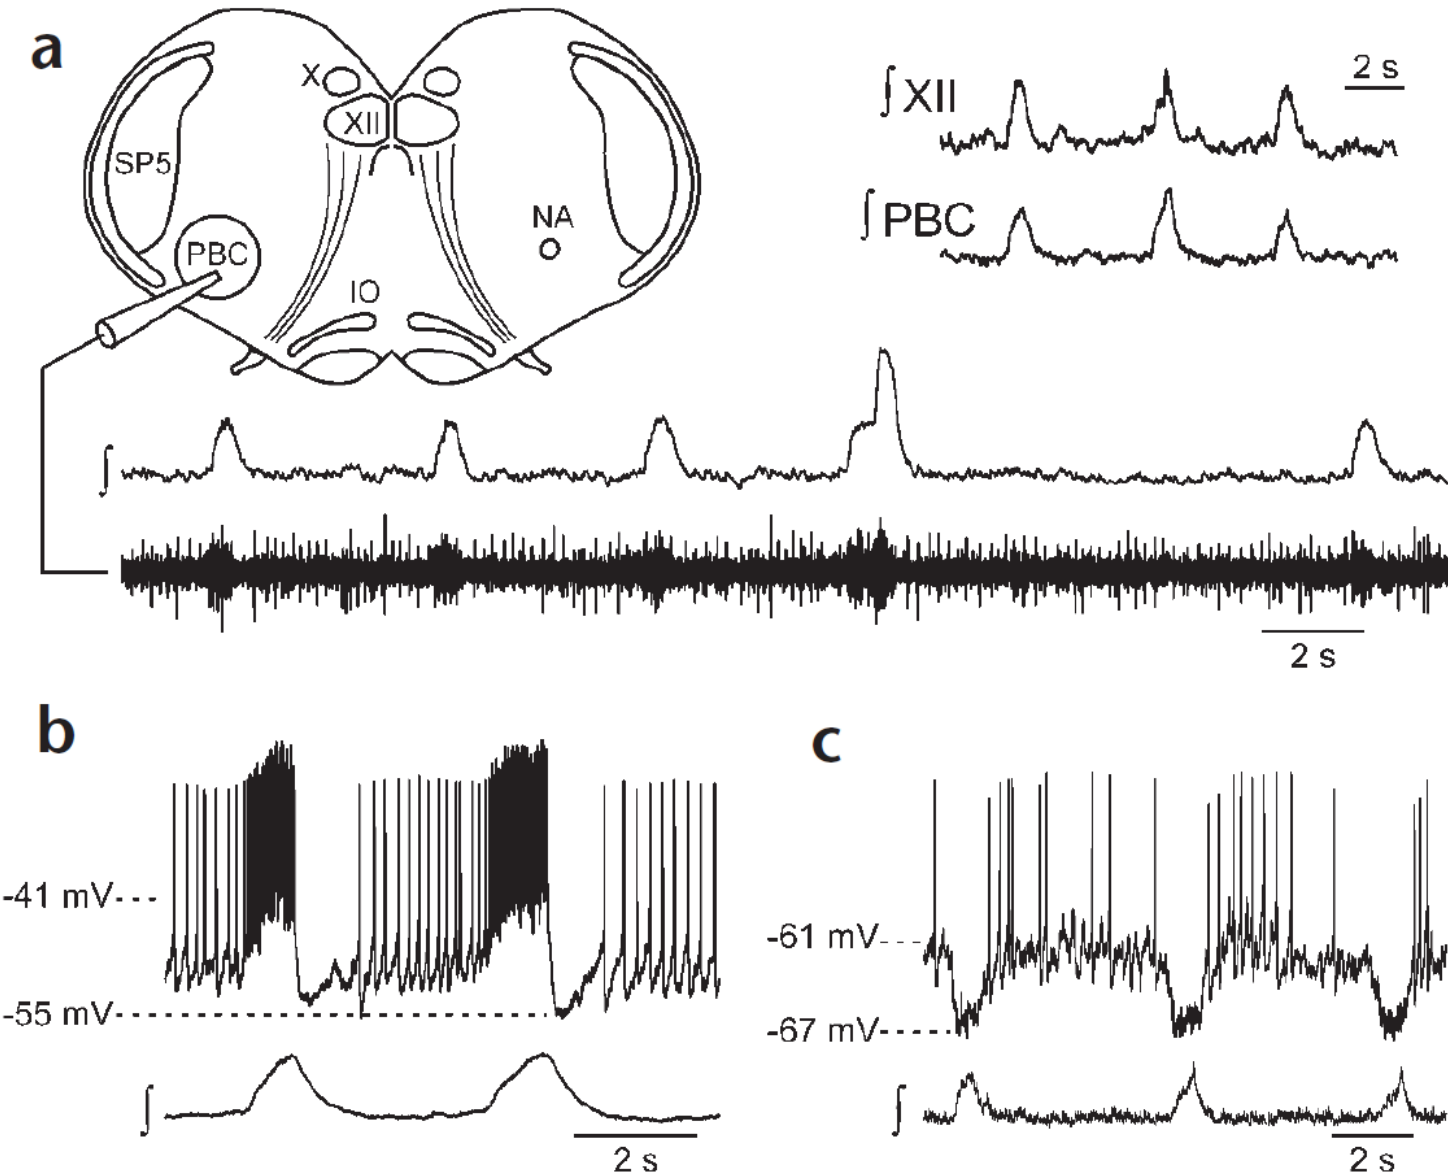 a
X
XII
SP5
PBC
NA
IO
∫ XII
2 s
∫ PBC
∫
2 s
b
-41 mV
-55 mV
∫
2 s
c
-61 mV
-67 mV
∫
2 s